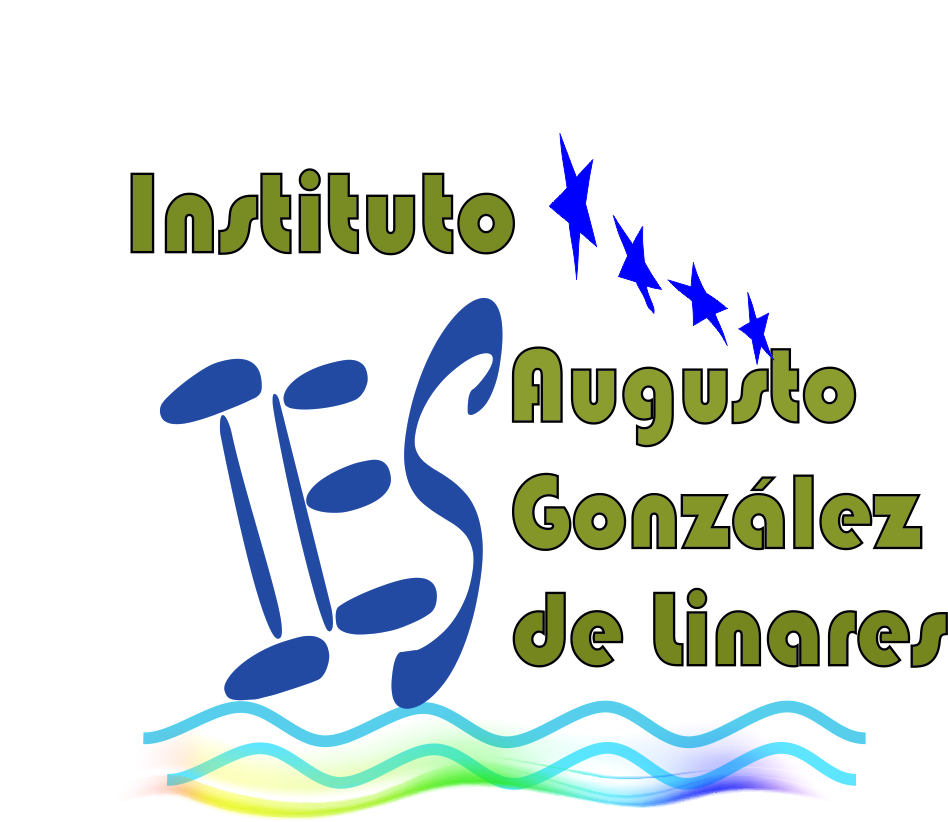 Instituto
IES
Augusto
González
de Linares